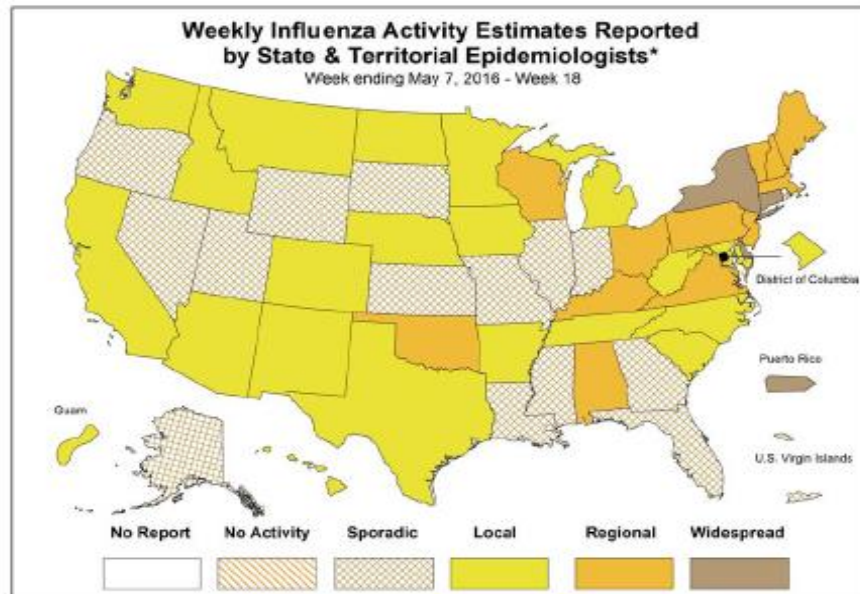 Weekly Influenza Activity Estimates Reported
by State & Territorial Epidemiologists*
Week ending May 7, 2016 - Week 18
District of Columbia
Puerto Rico
Guam
U.S. Virgin Islands
No Report No Activity Sporadic Local Regional Widespread